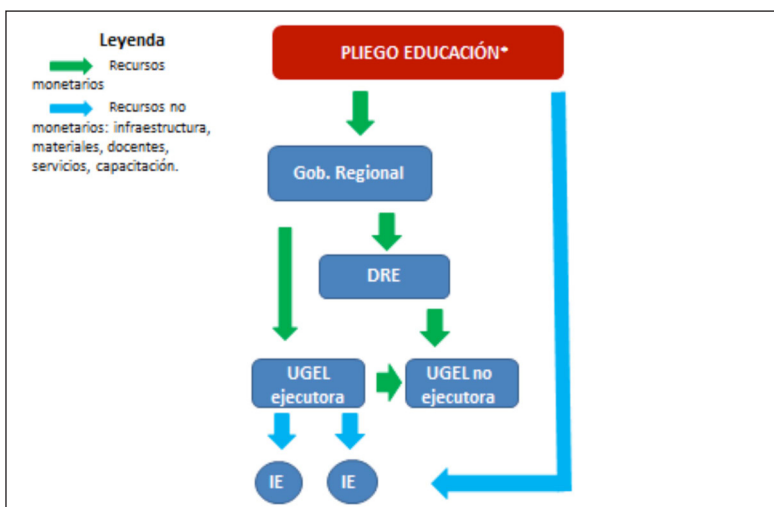 Leyenda
Recursos
monetarios
Recursos no
monetarios: infraestructura,
materiales, docentes,
servicios, capacitación.
PLIEGO EDUCACIÓN*
Gob. Regional
DRE
UGEL
ejecutora
UGEL no
ejecutora
IE
IE